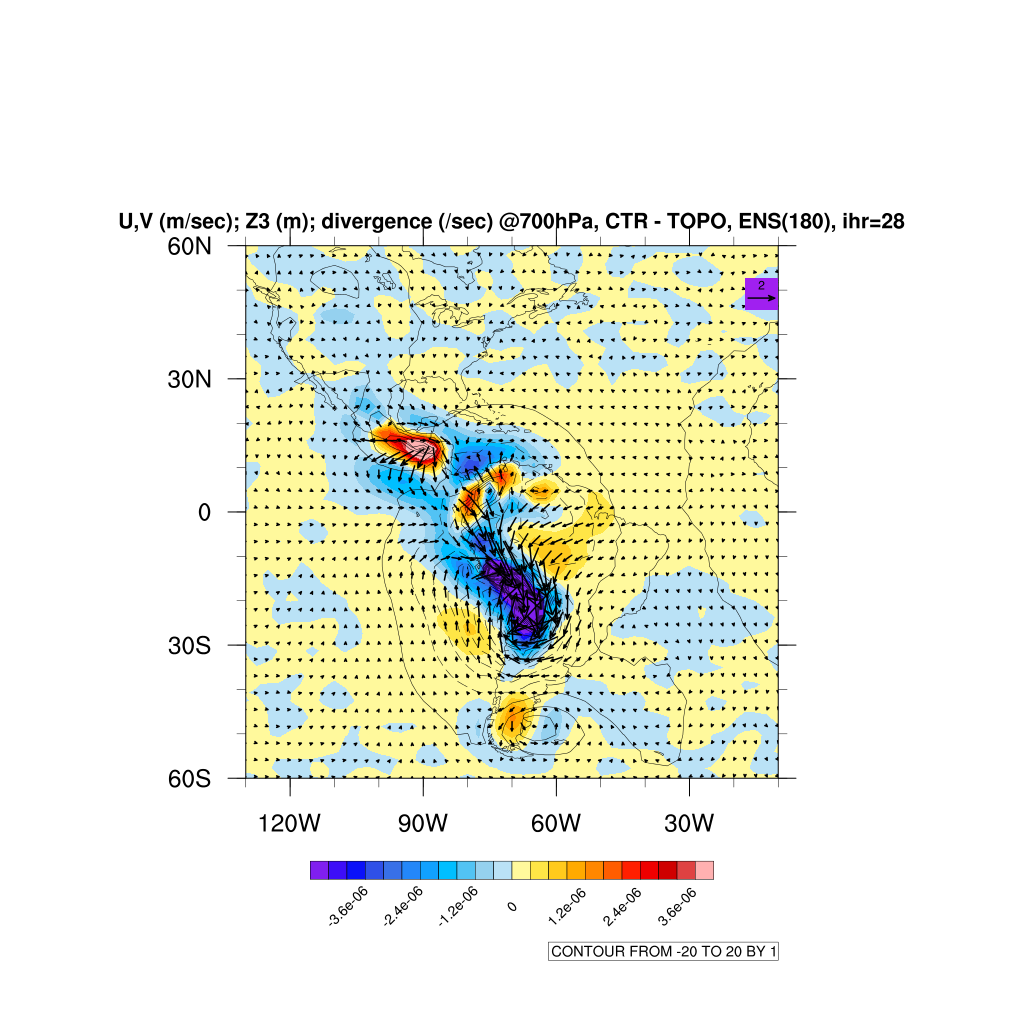 U,V (m/sec); Z3 (m); divergence (/sec) @700hPa, CTR - TOPO, ENS(180), ihr=28
60N
2
30N
0
30S
60S
120W 90W 60W 30W
-3.6e-06 -2.4e-06 -1.2e-06 0 1.2e-06 2.4e-06 3.6e-06
CONTOUR FROM -20 TO 20 BY 1